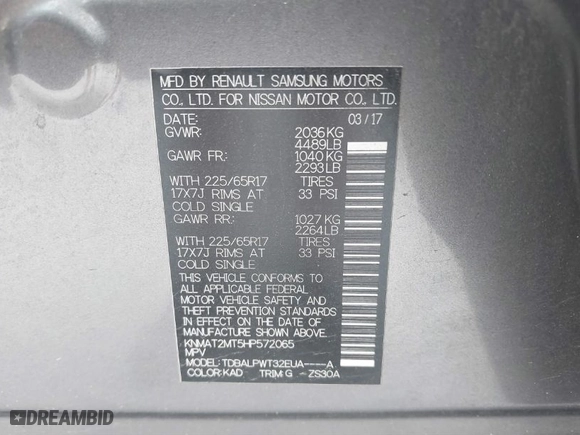 MFD BY RENAULT SAMSUNG MOTORS
CO., LTD. FOR NISSAN MOTOR CO., LTD.
DATE: 03/17
GVWR: 2036KG
4489LB
GAWR FR: 1040KG
2293LB
WITH 225/65R17 TIRES
17X7J RIMS AT 33 PSI
COLD SINGLE
GAWR RR: 1027KG
2264LB
WITH 225/65R17 TIRES
17X7J RIMS AT 33 PSI
COLD SINGLE
THIS VEHICLE CONFORMS TO
ALL APPLICABLE FEDERAL
MOTOR VEHICLE SAFETY AND
THEFT PREVENTION STANDARDS
IN EFFECT ON THE DATE OF
MANUFACTURE SHOWN ABOVE.
KNMAT2MT5HP572065
MPV
MODEL: TDBALPWT32EUA----A
COLOR: KAD TRIM: G ZS30A
DREAMBID